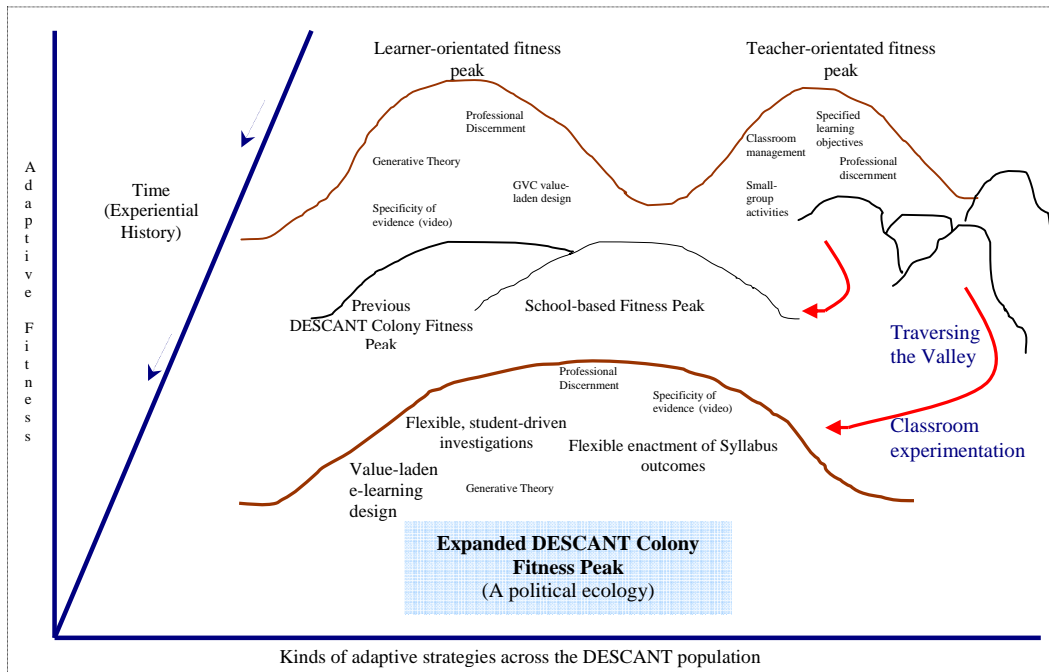 Learner-orientated fitness
peak
Teacher-orientated fitness
peak
Professional
Discernment
Generative Theory
GVC value-
laden design
Specificity of
evidence (video)
Specified
learning
objectives
Classroom
management
Professional
discernment
Small-
group
activities
Adaptive Fitness
Time
(Experiential
History)
Previous
DESCANT Colony Fitness
Peak
School-based Fitness Peak
Traversing
the Valley
Professional
Discernment
Specificity of
evidence (video)
Flexible, student-driven
investigations
Flexible enactment of Syllabus
outcomes
Value-laden
e-learning
design
Generative Theory
Classroom
experimentation
Expanded DESCANT Colony
Fitness Peak
(A political ecology)
Kinds of adaptive strategies across the DESCANT population